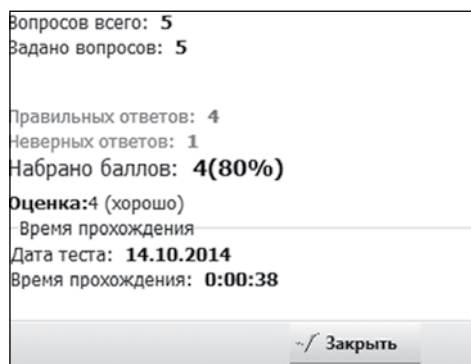 Вопросов всего: 5
Задано вопросов: 5
Правильных ответов: 4
Неверных ответов: 1
Набрано баллов: 4(80%)
Оценка:4 (хорошо)
Время прохождения
Дата теста: 14.10.2014
Время прохождения: 0:00:38
Закрыть